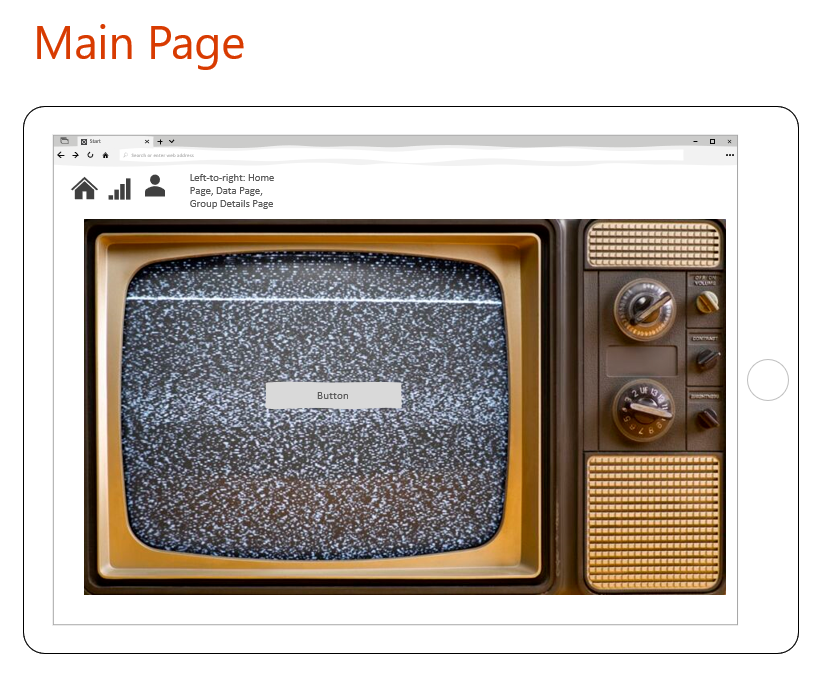 Main Page
Start
Search or enter web address
Left-to-right: Home
Page, Data Page,
Group Details Page
VOLUME
CONTRAST
BRIGHTNESS
Button